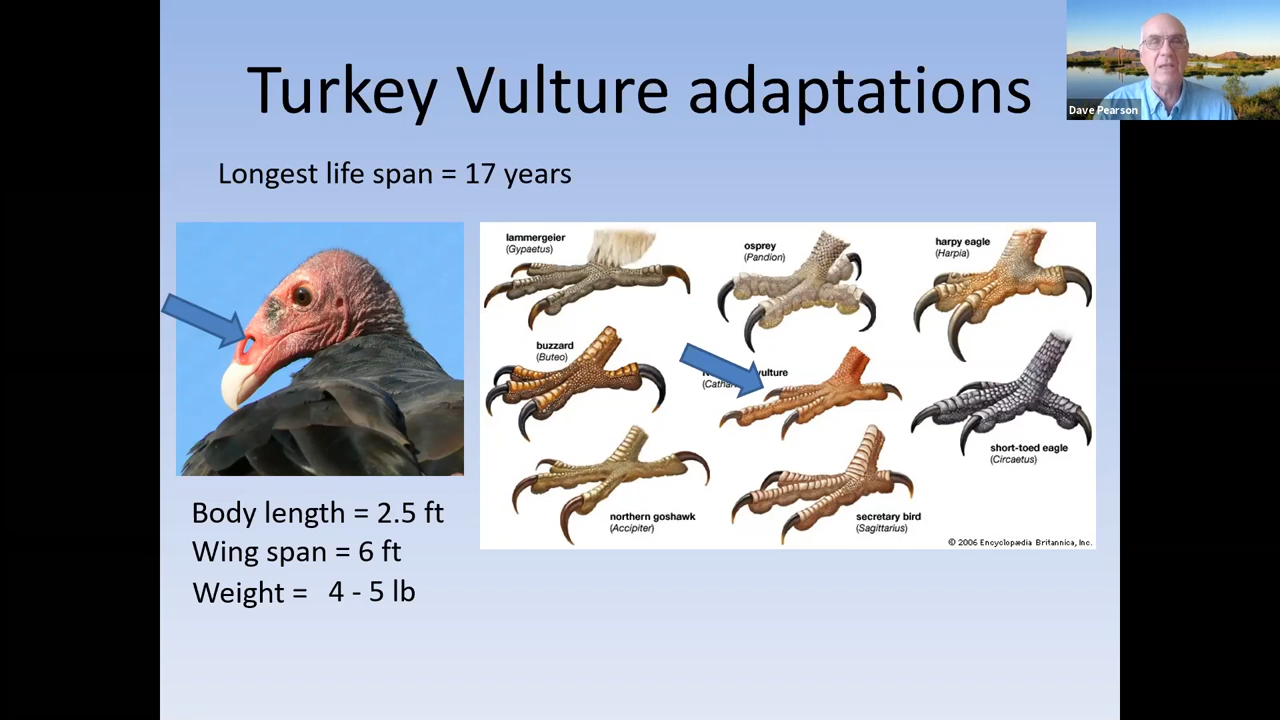 Turkey Vulture adaptations
Dave Pearson
Longest life span = 17 years
lammergeier
(Gypaetus)
osprey
(Pandion)
harpy eagle
(Harpia)
buzzard
(Buteo)
vulture
short-toed eagle
(Circaetus)
northern goshawk
(Accipiter)
secretary bird
(Sagittarius)
© 2006 Encyclopædia Britannica, Inc.
Body length = 2.5 ft
Wing span = 6 ft
Weight = 4 - 5 lb